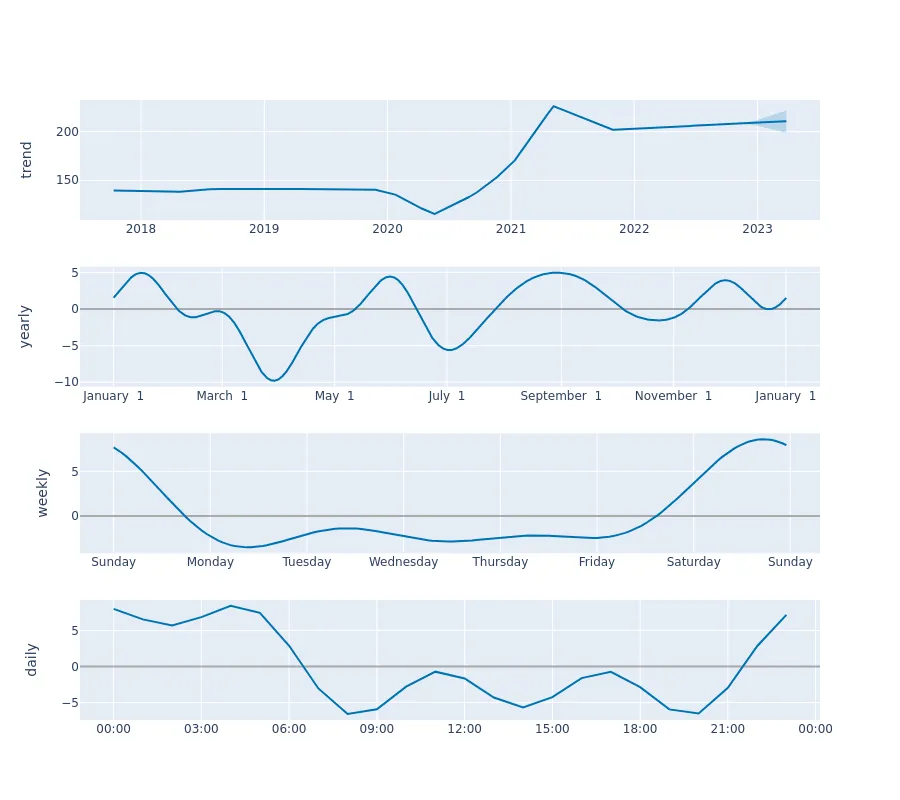 trend
200
150
2018 2019 2020 2021 2022 2023
yearly
5
0
−5
−10
January 1 March 1 May 1 July 1 September 1 November 1 January 1
weekly
5
0
Sunday Monday Tuesday Wednesday Thursday Friday Saturday Sunday
daily
5
0
−5
00:00 03:00 06:00 09:00 12:00 15:00 18:00 21:00 00:00